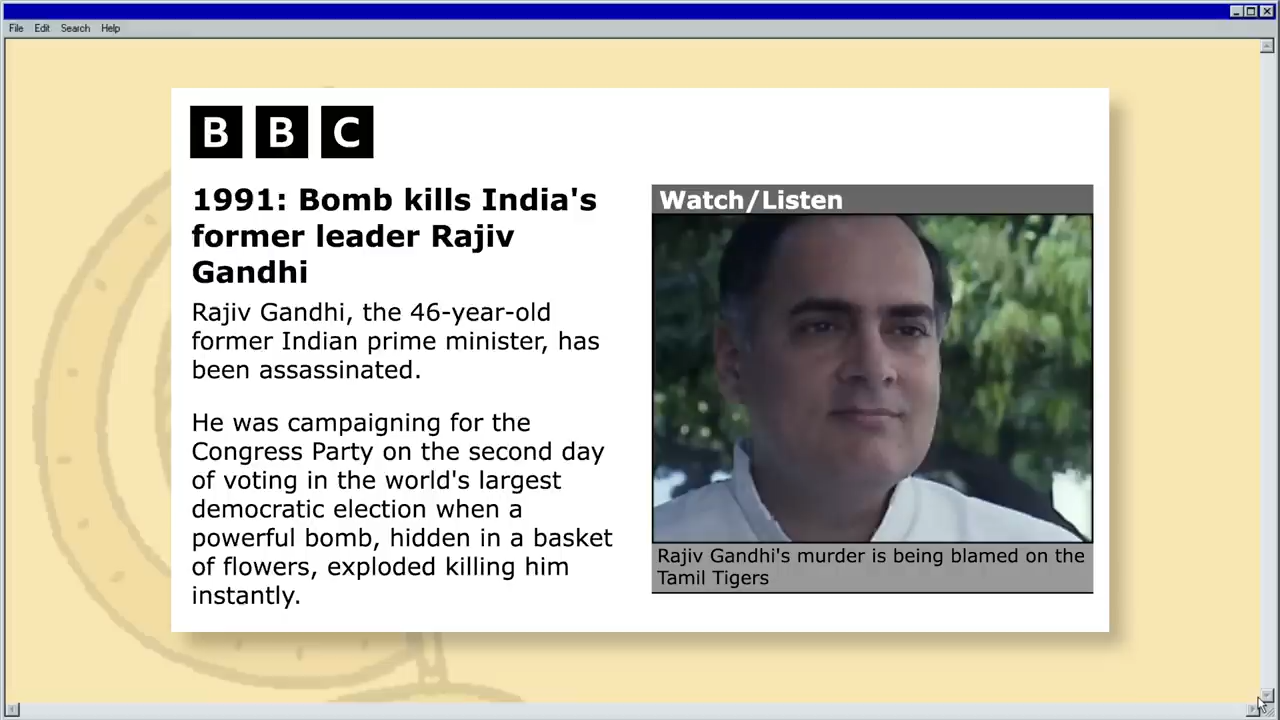 File Edit Search Help
BBC
1991: Bomb kills India's
former leader Rajiv
Gandhi
Rajiv Gandhi, the 46-year-old
former Indian prime minister, has
been assassinated.
He was campaigning for the
Congress Party on the second day
of voting in the world's largest
democratic election when a
powerful bomb, hidden in a basket
of flowers, exploded killing him
instantly.
Watch/Listen
Rajiv Gandhi's murder is being blamed on the
Tamil Tigers